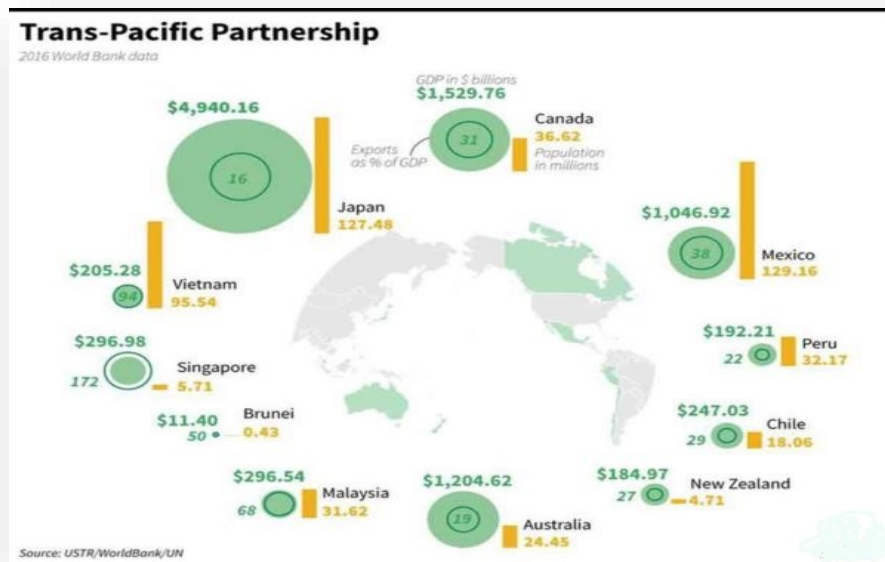 Trans-Pacific Partnership
2016 World Bank data
GDP in $ billions
$1,529.76
31
Exports
as % of GDP
Canada
36.62
Population
in millions
$4,940.16
16
Japan
127.48
$1,046.92
38
Mexico
129.16
$205.28
94
Vietnam
95.54
$192.21
22
Peru
32.17
$296.98
172
Singapore
5.71
$247.03
29
Chile
18.06
$11.40
50
Brunei
0.43
$184.97
27
New Zealand
4.71
$296.54
68
Malaysia
31.62
$1,204.62
19
Australia
24.45
Source: USTR/WorldBank/UN